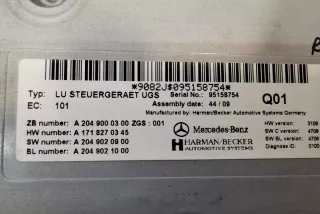 *9082J$095158754*
Typ: LU STEUERGERAET UGS Serial No.: 95158754
EC: 101 Assembly date: 44 / 09 Q01
Manufactured by: Harman/Becker Automotive Systems Germany
ZB number: A 204 900 03 00 ZGS : 001
HW number: A 171 827 03 45
SW number: A 204 902 09 00
BL number: A 204 902 10 00
Mercedes-Benz
HARMAN/BECKER
AUTOMOTIVE SYSTEMS
HW version: 3108
SW C version: 4708
SW BL version: 4708
Diagnose ID: